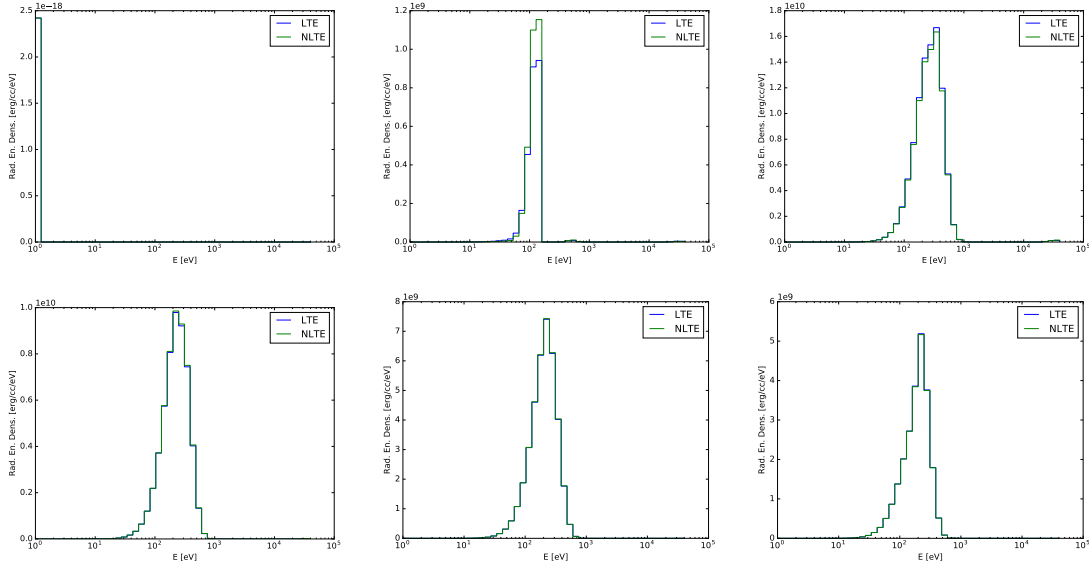 1e−18
2.5
2.0
1.5
1.0
0.5
0.0
Rad. En. Dens. [erg/cc/eV]
LTE
NLTE
10^0 10^1 10^2 10^3 10^4 10^5
E [eV]
1e9
1.2
1.0
0.8
0.6
0.4
0.2
0.0
Rad. En. Dens. [erg/cc/eV]
LTE
NLTE
10^0 10^1 10^2 10^3 10^4 10^5
E [eV]
1e10
1.8
1.6
1.4
1.2
1.0
0.8
0.6
0.4
0.2
0.0
Rad. En. Dens. [erg/cc/eV]
LTE
NLTE
10^0 10^1 10^2 10^3 10^4 10^5
E [eV]
1e10
1.0
0.8
0.6
0.4
0.2
0.0
Rad. En. Dens. [erg/cc/eV]
LTE
NLTE
10^0 10^1 10^2 10^3 10^4 10^5
E [eV]
1e9
8
7
6
5
4
3
2
1
0
Rad. En. Dens. [erg/cc/eV]
LTE
NLTE
10^0 10^1 10^2 10^3 10^4 10^5
E [eV]
1e9
6
5
4
3
2
1
0
Rad. En. Dens. [erg/cc/eV]
LTE
NLTE
10^0 10^1 10^2 10^3 10^4 10^5
E [eV]